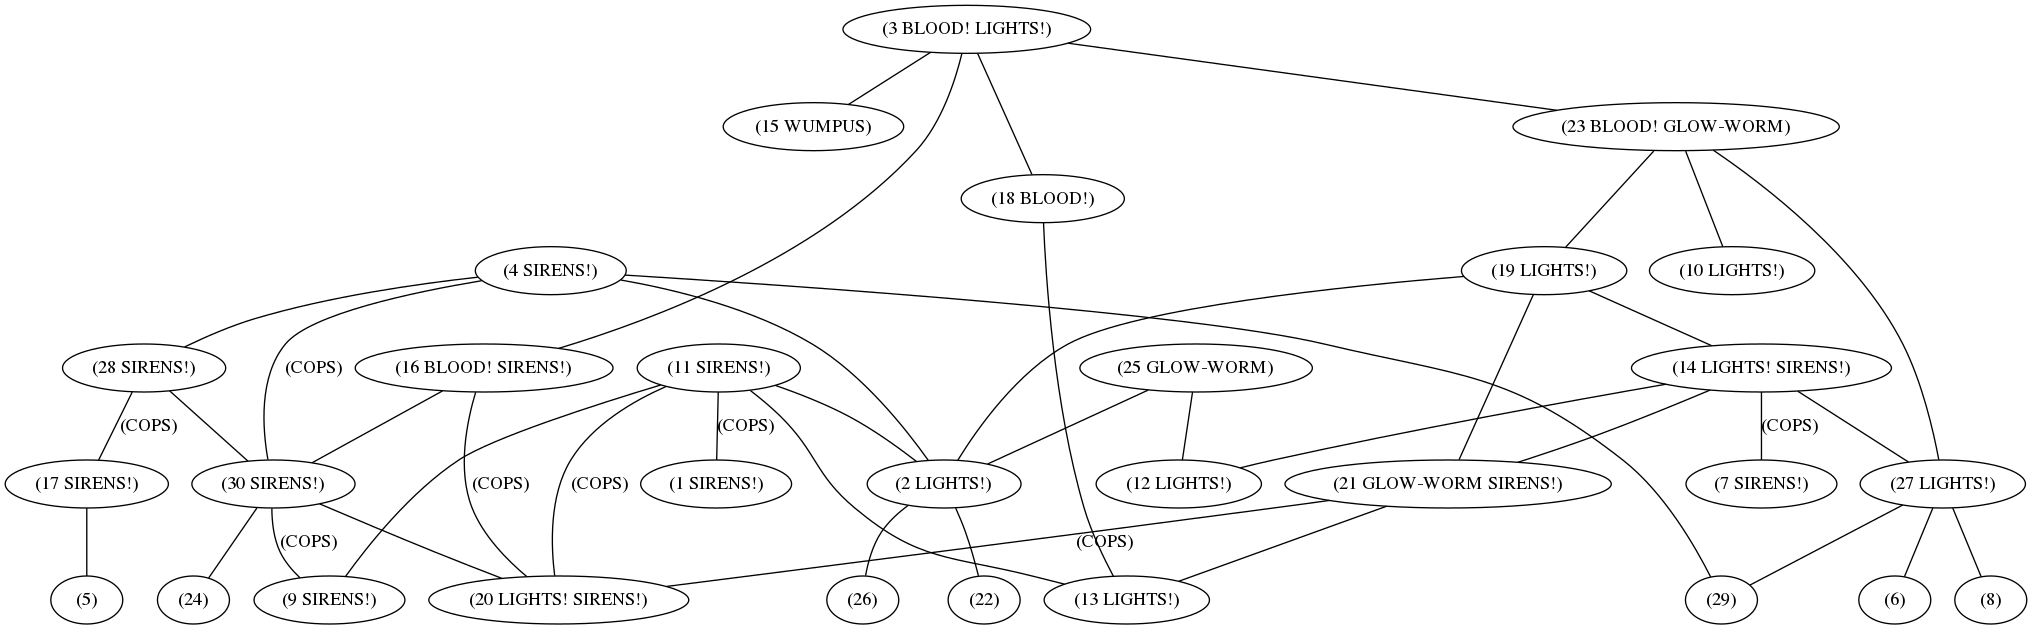 (3 BLOOD! LIGHTS!)
(15 WUMPUS)
(23 BLOOD! GLOW-WORM)
(18 BLOOD!)
(4 SIRENS!)
(19 LIGHTS!)
(10 LIGHTS!)
(28 SIRENS!)
(COPS)
(16 BLOOD! SIRENS!)
(11 SIRENS!)
(25 GLOW-WORM)
(14 LIGHTS! SIRENS!)
(COPS)
(COPS)
(COPS)
(17 SIRENS!)
(30 SIRENS!)
(COPS)
(COPS)
(1 SIRENS!)
(2 LIGHTS!)
(12 LIGHTS!)
(21 GLOW-WORM SIRENS!)
(7 SIRENS!)
(27 LIGHTS!)
(COPS)
(COPS)
(5)
(24)
(9 SIRENS!)
(20 LIGHTS! SIRENS!)
(26)
(22)
(13 LIGHTS!)
(29)
(6)
(8)